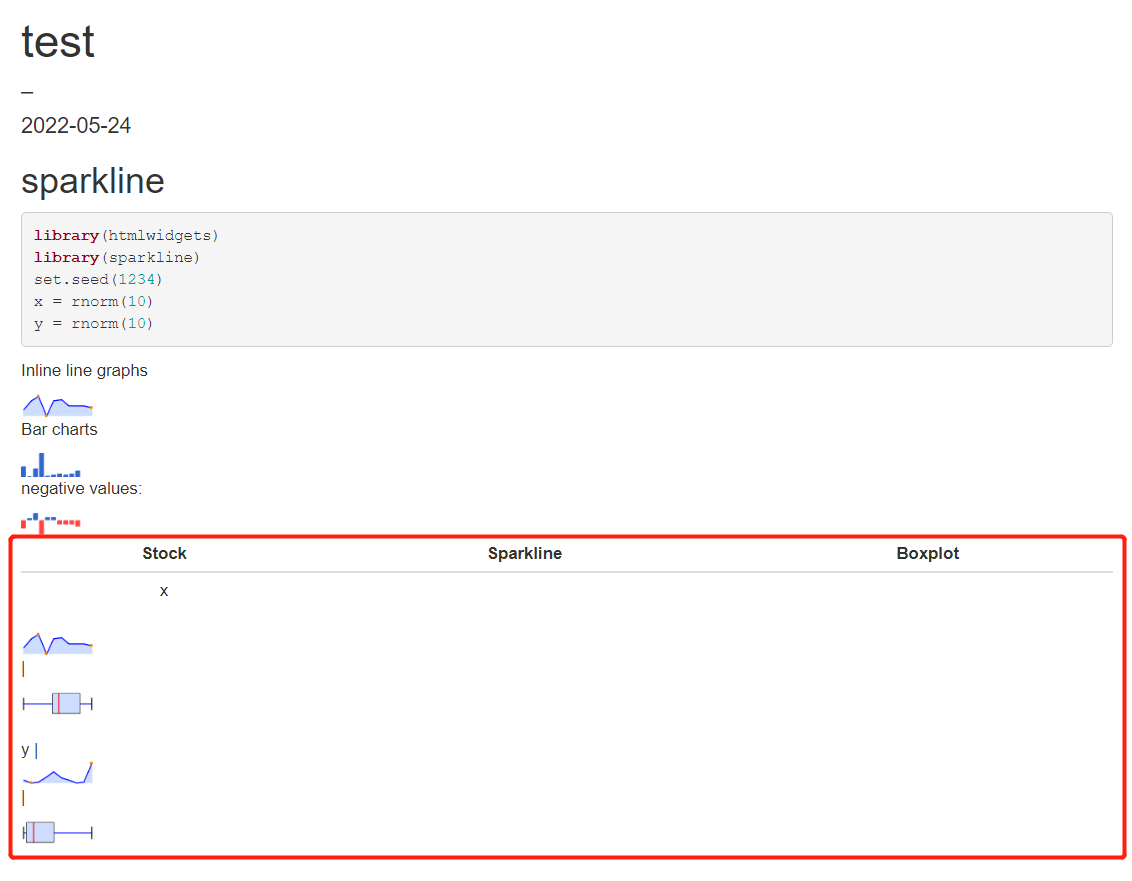 test
–
2022-05-24
sparkline
library(htmlwidgets)
library(sparkline)
set.seed(1234)
x = rnorm(10)
y = rnorm(10)
Inline line graphs
Bar charts
negative values:
Stock Sparkline Boxplot
x
|
y |
|